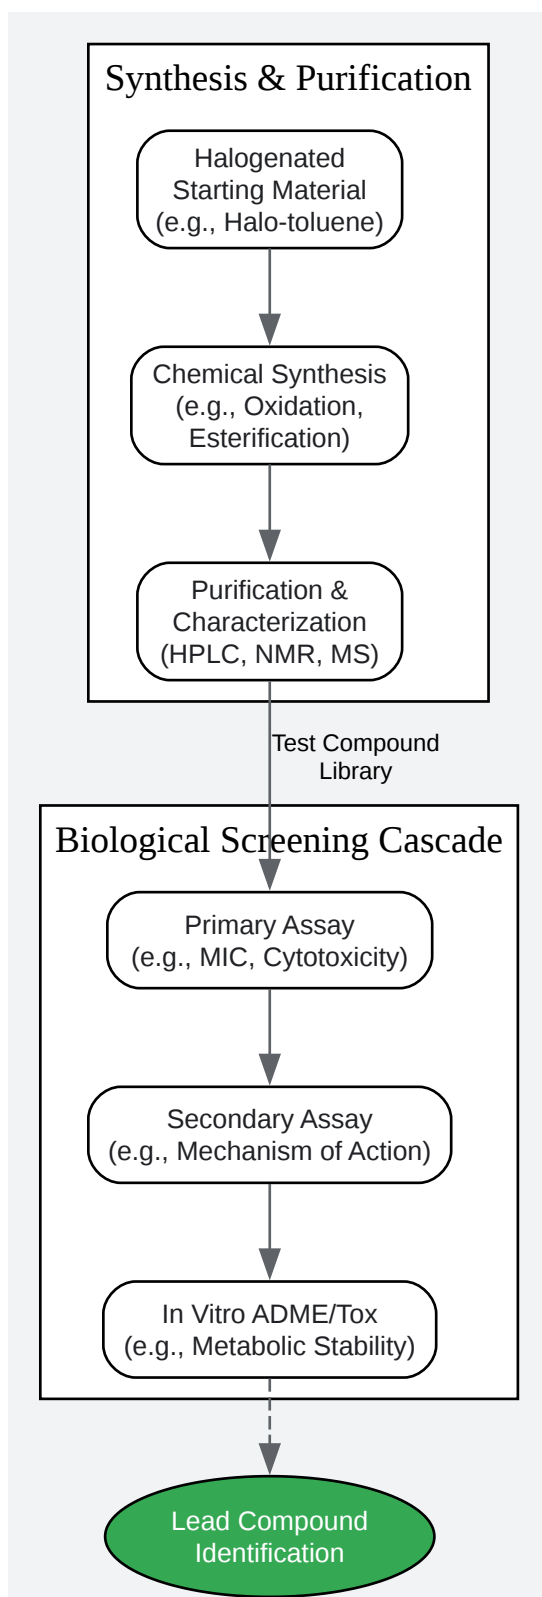 Synthesis & Purification
Halogenated
Starting Material
(e.g., Halo-toluene)
Chemical Synthesis
(e.g., Oxidation,
Esterification)
Purification &
Characterization
(HPLC, NMR, MS)
Test Compound
Library
Biological Screening Cascade
Primary Assay
(e.g., MIC, Cytotoxicity)
Secondary Assay
(e.g., Mechanism of Action)
In Vitro ADME/Tox
(e.g., Metabolic Stability)
Lead Compound
Identification